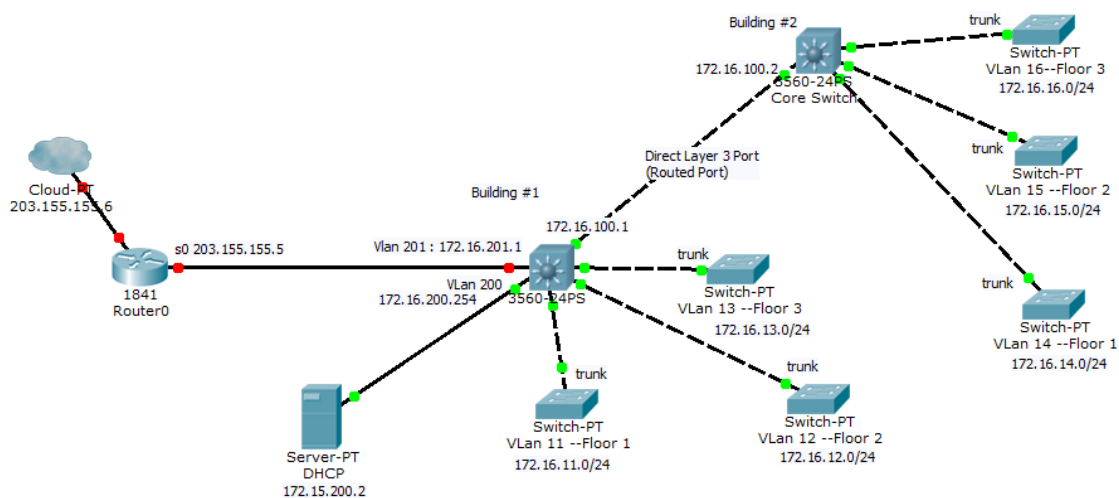 Building #2
trunk
Switch-PT
VLan 16--Floor 3
172.16.16.0/24
172.16.100.2
3560-24PS
Core Switch
trunk
Switch-PT
VLan 15 --Floor 2
172.16.15.0/24
Direct Layer 3 Port
(Routed Port)
Cloud-PT
203.155.155.6
Building #1
172.16.100.1
s0 203.155.155.5
Vlan 201 : 172.16.201.1
1841
Router0
VLan 200
172.16.200.254
3560-24PS
trunk
Switch-PT
VLan 13 --Floor 3
172.16.13.0/24
trunk
Switch-PT
VLan 14 --Floor 1
172.16.14.0/24
trunk
Switch-PT
VLan 11 --Floor 1
172.16.11.0/24
trunk
Switch-PT
VLan 12 --Floor 2
172.16.12.0/24
Server-PT
DHCP
172.15.200.2